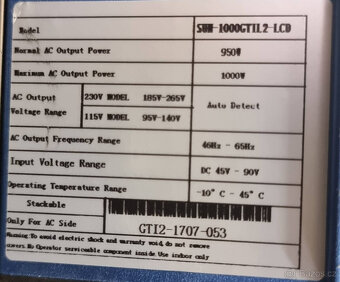 Model SUN-1000GTIL2-LCD
Normal AC Output Power 950W
Maximum AC Output Power 1000W
AC Output Voltage Range 230V MODEL 185V-265V Auto Detect
115V MODEL 95V-140V
AC Output Frequency Range 46Hz - 65Hz
Input Voltage Range DC 45V - 90V
Operating Temperature Range -10° C - 45° C
Stackable
Only For AC Side GTI2-1707-053
Warning:To avoid electric shock and warranty void, do not remove
covers. No Operator serviceable component inside. Use indoor only